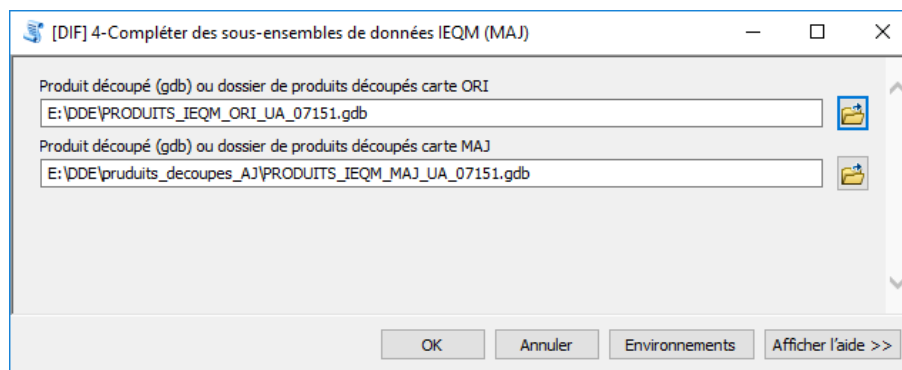 [DIF] 4-Compléter des sous-ensembles de données IEQM (MAJ)
Produit découpé (gdb) ou dossier de produits découpés carte ORI
E:\DDE\PRODUITS_IEQM_ORI_UA_07151.gdb
Produit découpé (gdb) ou dossier de produits découpés carte MAJ
E:\DDE\pruduits_decoupes_AJ\PRODUITS_IEQM_MAJ_UA_07151.gdb
OK Annuler Environnements Afficher l'aide >>